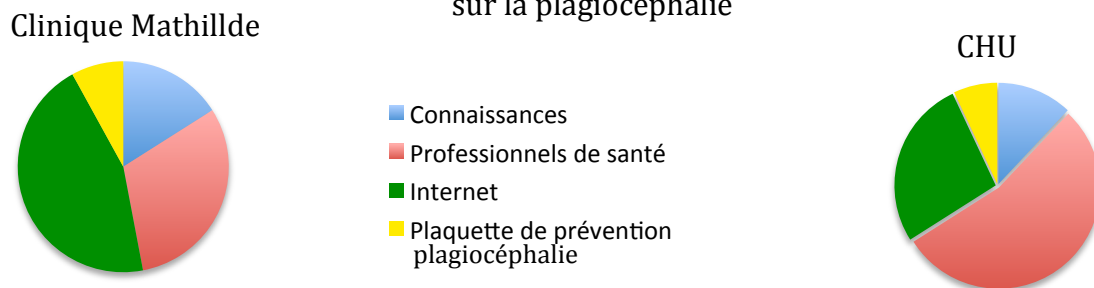 sur la plagiocéphalie
Clinique Mathillde
CHU
Connaissances
Professionnels de santé
Internet
Plaquette de prévention
plagiocéphalie